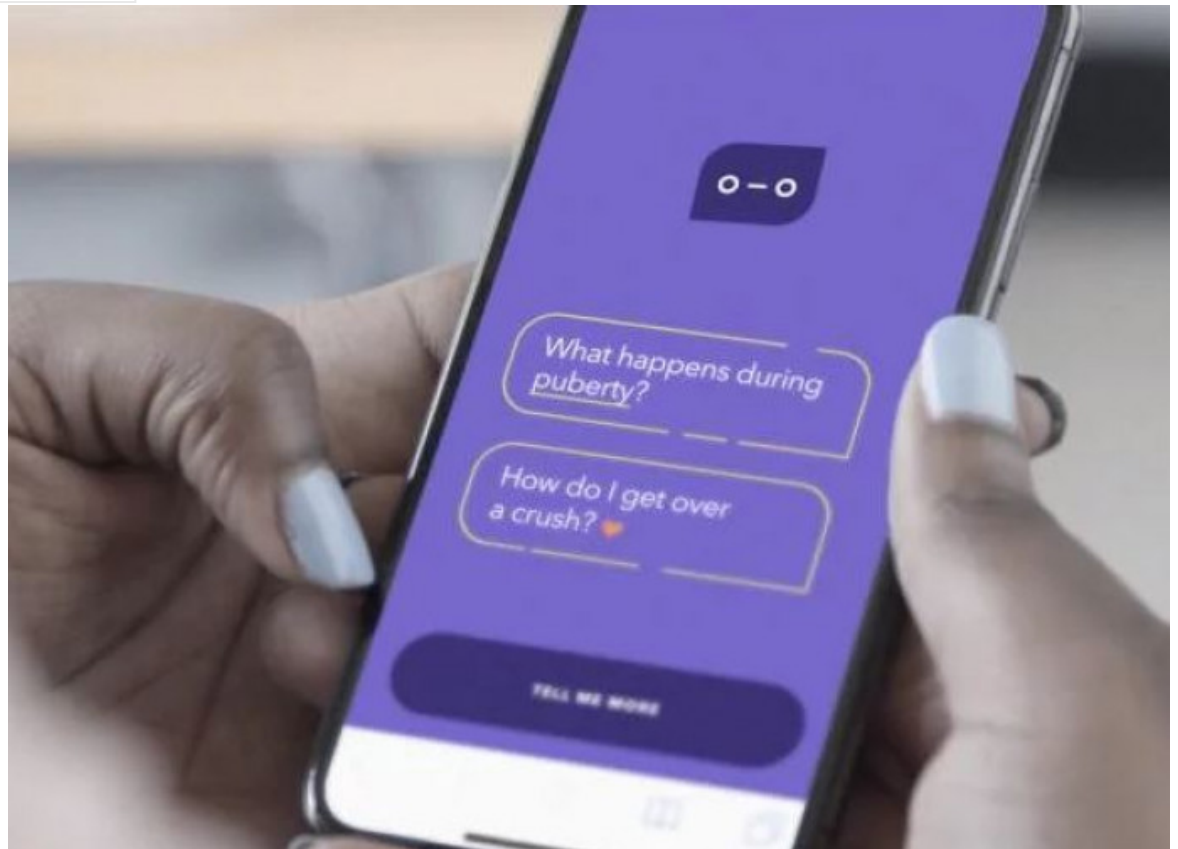 What happens during
puberty?
How do I get over
a crush?
TELL ME MORE